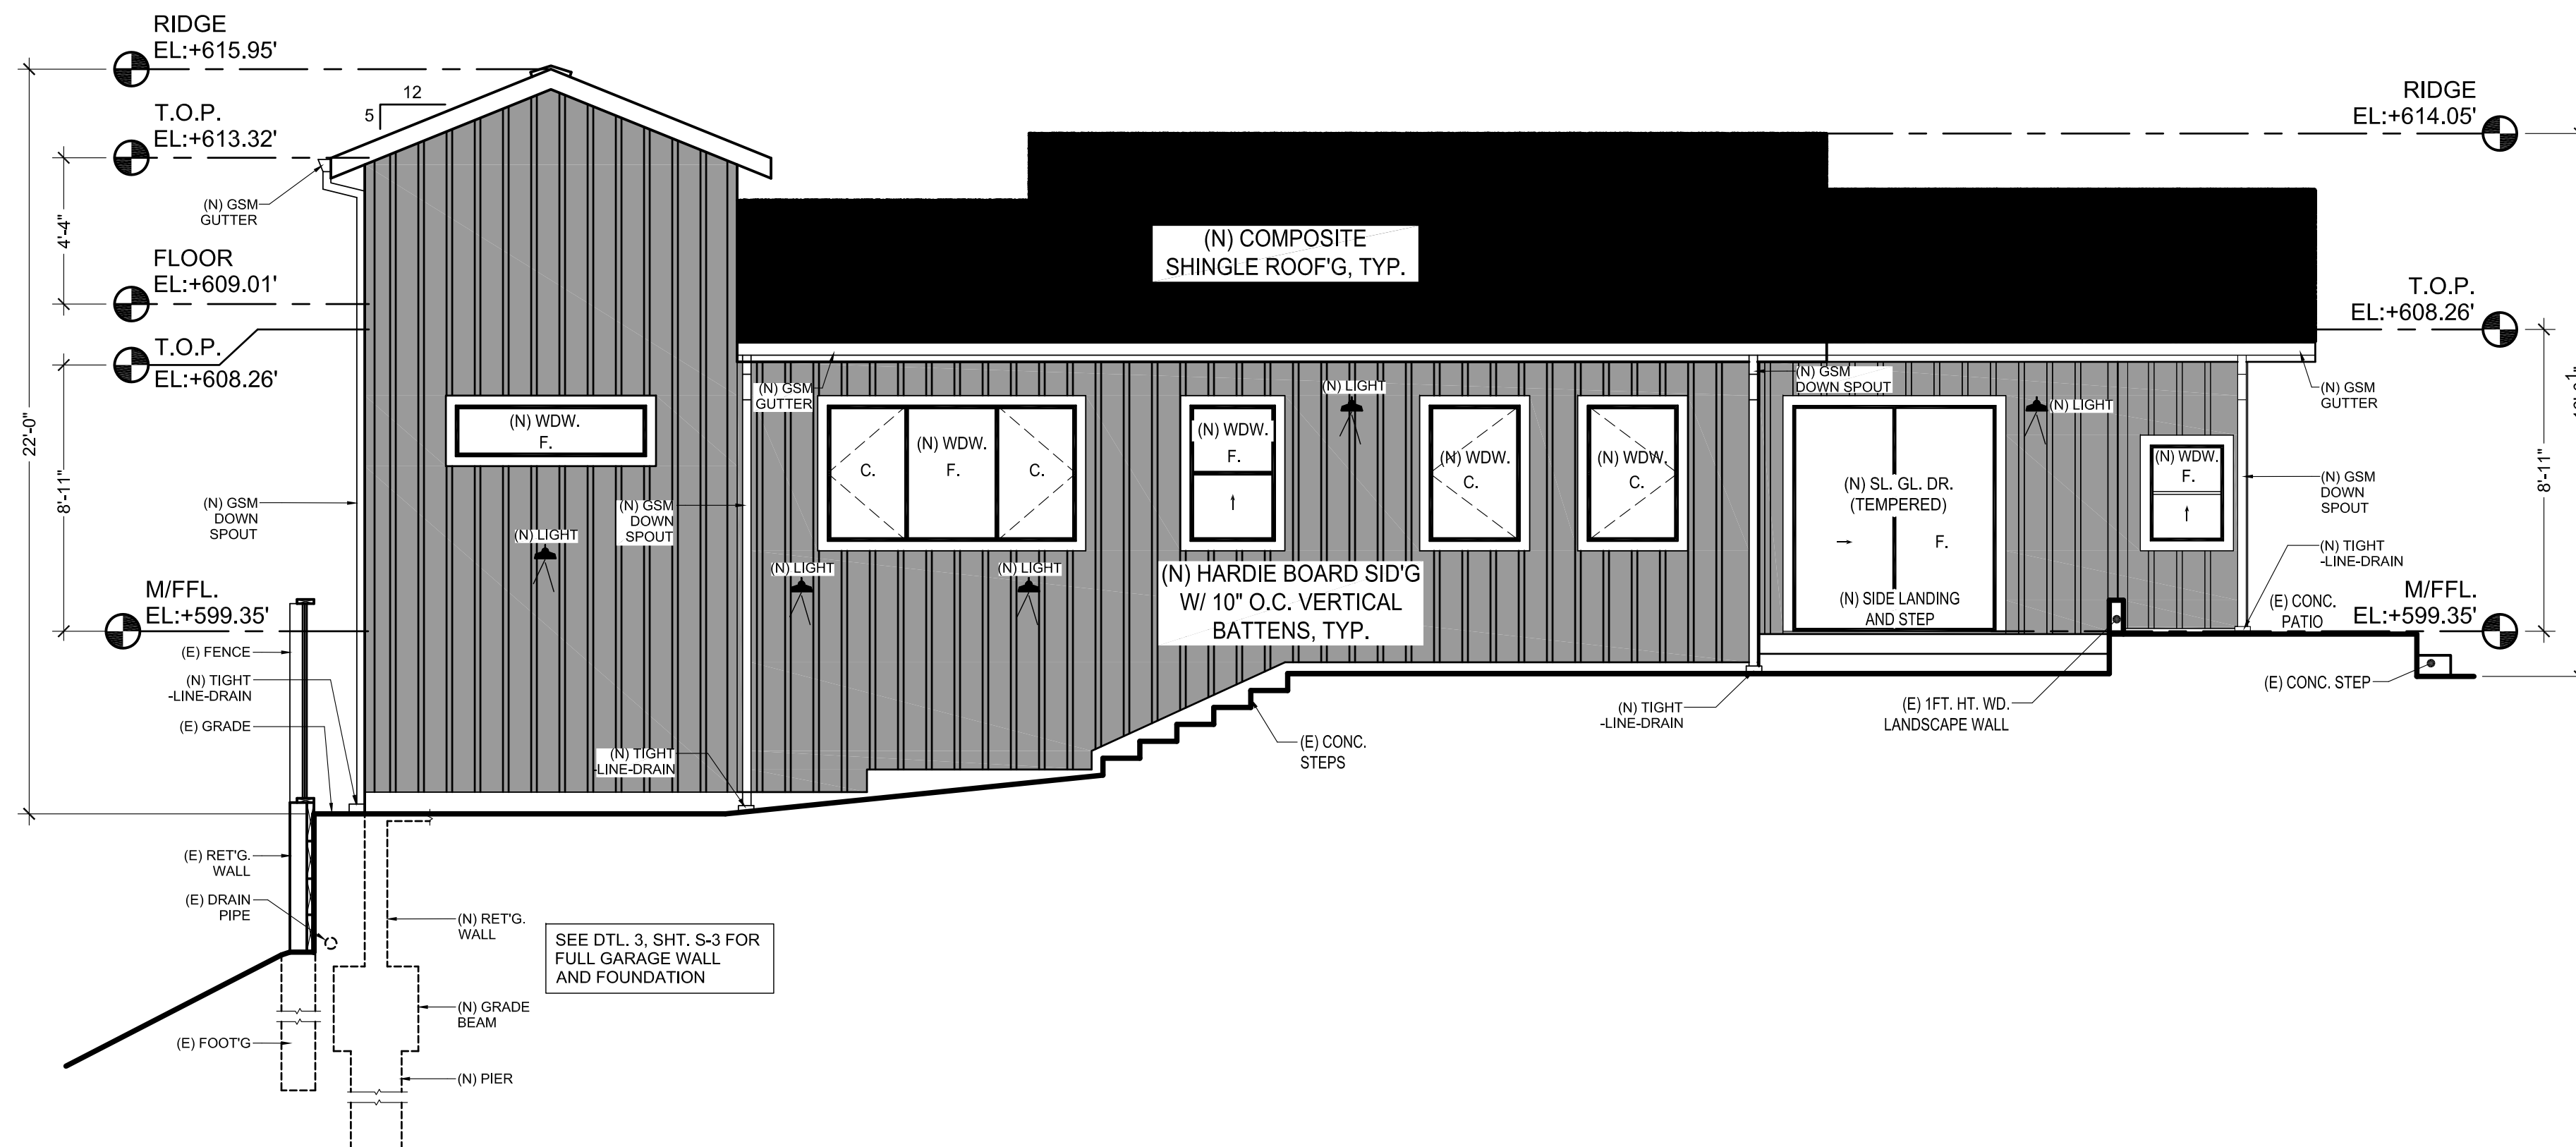 RIDGE
EL:+615.95'
12
5
T.O.P.
EL:+613.32'
(N) GSM
GUTTER
4'-4"
FLOOR
EL:+609.01'
T.O.P.
EL:+608.26'
22'-0"
8'-11"
(N) GSM
DOWN
SPOUT
M/FFL.
EL:+599.35'
(E) FENCE
(N) TIGHT
-LINE-DRAIN
(E) GRADE
(E) RET'G.
WALL
(E) DRAIN
PIPE
(E) FOOT'G
(N) RET'G.
WALL
(N) GRADE
BEAM
(N) PIER
SEE DTL. 3, SHT. S-3 FOR
FULL GARAGE WALL
AND FOUNDATION
(N) WDW.
F.
(N) LIGHT
(N) GSM
DOWN
SPOUT
(N) TIGHT
-LINE-DRAIN
(N) GSM
GUTTER
C.
(N) WDW.
F.
C.
(N) LIGHT
(N) LIGHT
(N) COMPOSITE
SHINGLE ROOF'G, TYP.
(N) WDW.
F.
(N) LIGHT
(N) WDW.
C.
(N) WDW.
C.
(N) HARDIE BOARD SID'G
W/ 10" O.C. VERTICAL
BATTENS, TYP.
(E) CONC.
STEPS
(N) GSM
DOWN SPOUT
(N) TIGHT
-LINE-DRAIN
(N) SL. GL. DR.
(TEMPERED)
F.
(N) SIDE LANDING
AND STEP
(N) LIGHT
(N) WDW.
F.
(E) 1FT. HT. WD.
LANDSCAPE WALL
RIDGE
EL:+614.05'
T.O.P.
EL:+608.26'
(N) GSM
GUTTER
(N) GSM
DOWN
SPOUT
(N) TIGHT
-LINE-DRAIN
(E) CONC.
PATIO
M/FFL.
EL:+599.35'
(E) CONC. STEP
8'-11"